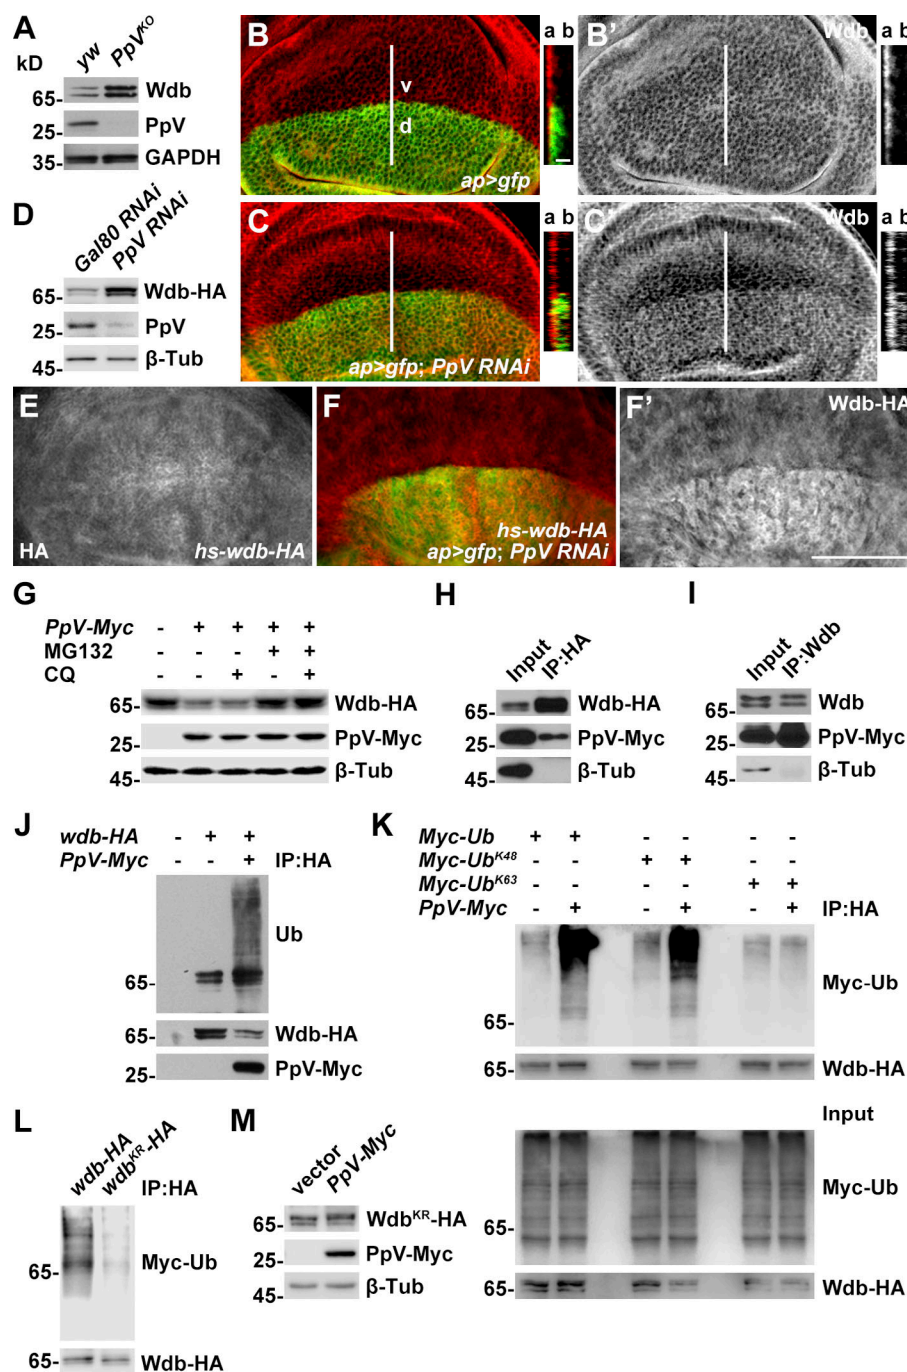 A
kD
yw
PpV^KO
65-
Wdb
25-
PpV
35-
GAPDH
B
v
d
ap>gfp
a b
B'
Wdb
a b
D
Gal80 RNAi
PpV RNAi
65-
Wdb-HA
25-
PpV
45-
β-Tub
C
ap>gfp; PpV RNAi
a b
C'
Wdb
a b
E
HA
hs-wdb-HA
F
hs-wdb-HA
ap>gfp; PpV RNAi
F'
Wdb-HA
G
PpV-Myc - + + + +
MG132 - - - + +
CQ - - + - +
65- Wdb-HA
25- PpV-Myc
45- β-Tub
H
Input
IP:HA
65- Wdb-HA
25- PpV-Myc
45- β-Tub
I
Input
IP:Wdb
65- Wdb
25- PpV-Myc
45- β-Tub
J
wdb-HA - + +
PpV-Myc - - + IP:HA
Ub
65-
65- Wdb-HA
25- PpV-Myc
K
Myc-Ub + + - - - -
Myc-Ub^K48 - - + + - -
Myc-Ub^K63 - - - - + +
PpV-Myc - + - + - + IP:HA
Myc-Ub
65-
65- Wdb-HA
Input
Myc-Ub
65-
65- Wdb-HA
L
wdb-HA
wdb^KR-HA
IP:HA
65- Myc-Ub
65- Wdb-HA
M
vector
PpV-Myc
65- Wdb^KR-HA
25- PpV-Myc
45- β-Tub